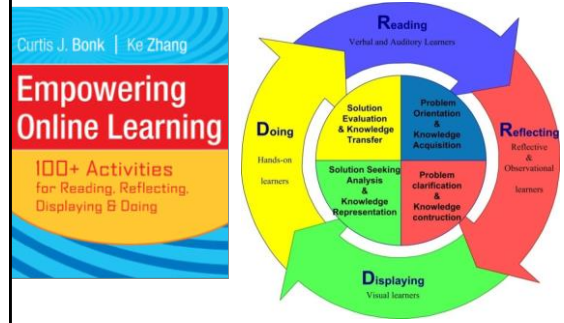 Curtis J. Bonk | Ke Zhang
Empowering
Online Learning
100+ Activities
for Reading, Reflecting,
Displaying & Doing
Reading
Verbal and Auditory Learners
Reflecting
Reflective
&
Observational
learners
Displaying
Visual learners
Doing
Hands-on
learners
Solution
Evaluation
& Knowledge
Transfer
Problem
Orientation
&
Knowledge
Acquisition
Solution Seeking
Analysis
&
Knowledge
Representation
Problem
clarification
&
Knowledge
contruction